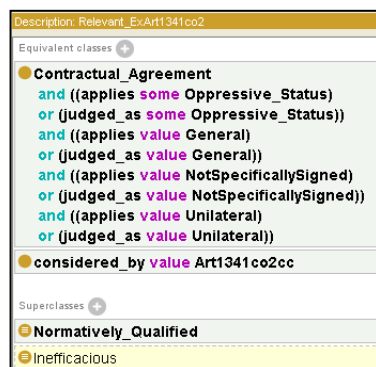 Description: Relevant_ExArt1341co2
Equivalent classes
Contractual_Agreement
and ((applies some Oppressive_Status)
or (judged_as some Oppressive_Status))
and ((applies value General)
or (judged_as value General))
and ((applies value NotSpecificallySigned)
or (judged_as value NotSpecificallySigned))
and ((applies value Unilateral)
or (judged_as value Unilateral))
considered_by value Art1341co2cc
Superclasses
Normatively_Qualified
Inefficacious